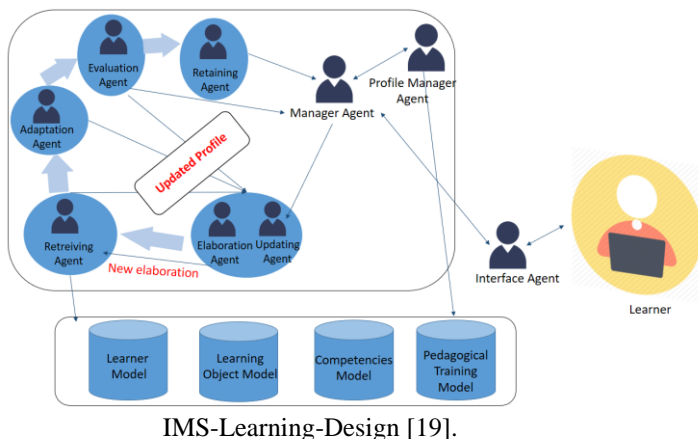 Evaluation
Agent
Retaining
Agent
Manager Agent
Profile Manager
Agent
Adaptation
Agent
Updated Profile
Retreiving
Agent
Elaboration
Agent
Updating
Agent
New elaboration
Interface Agent
Learner
Learner
Model
Learning
Object Model
Competencies
Model
Pedagogical
Training
Model
IMS-Learning-Design [19].